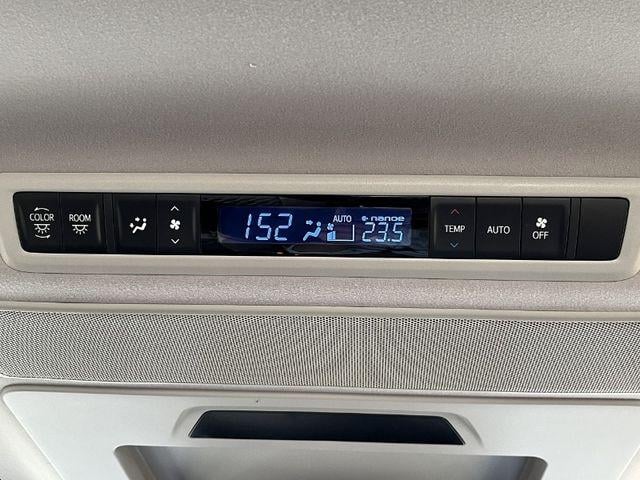 COLOR
ROOM
152
AUTO
nanoe
23.5
TEMP
AUTO
OFF